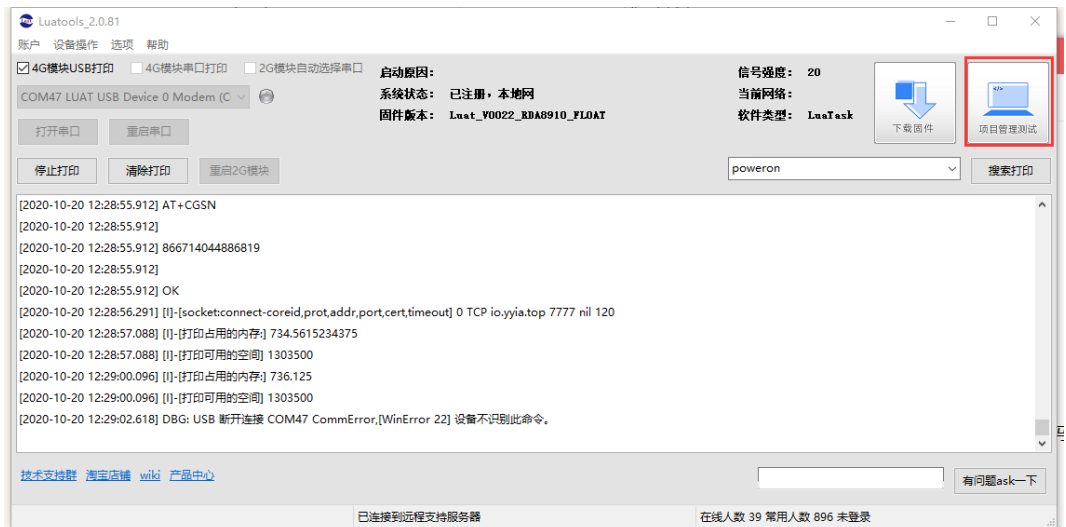 Luatools_2.0.81
账户 设备操作 选项 帮助
4G模块USB打印 4G模块串口打印 2G模块自动选择串口
COM47 LUAT USB Device 0 Modem (C
打开串口 重启串口
启动原因:
系统状态: 已注册,本地网
固件版本: Luat_V0022_RDA8910_FLOAT
信号强度: 20
当前网络:
软件类型: LuaTask
下载固件
项目管理测试
停止打印 清除打印 重启2G模块 poweron 搜索打印
[2020-10-20 12:28:55.912] AT+CGSN
[2020-10-20 12:28:55.912]
[2020-10-20 12:28:55.912] 866714044886819
[2020-10-20 12:28:55.912]
[2020-10-20 12:28:55.912] OK
[2020-10-20 12:28:56.291] [I]-[socket:connect-coreid,prot,addr,port,cert,timeout] 0 TCP io.yyia.top 7777 nil 120
[2020-10-20 12:28:57.088] [I]-[打印占用的内存:] 734.5615234375
[2020-10-20 12:28:57.088] [I]-[打印可用的空间] 1303500
[2020-10-20 12:29:00.096] [I]-[打印占用的内存:] 736.125
[2020-10-20 12:29:00.096] [I]-[打印可用的空间] 1303500
[2020-10-20 12:29:02.618] DBG: USB 断开连接 COM47 CommError,[WinError 22] 设备不识别此命令。
技术支持群 淘宝店铺 wiki 产品中心
有问题ask一下
已连接到远程支持服务器 在线人数 39 常用人数 896 未登录